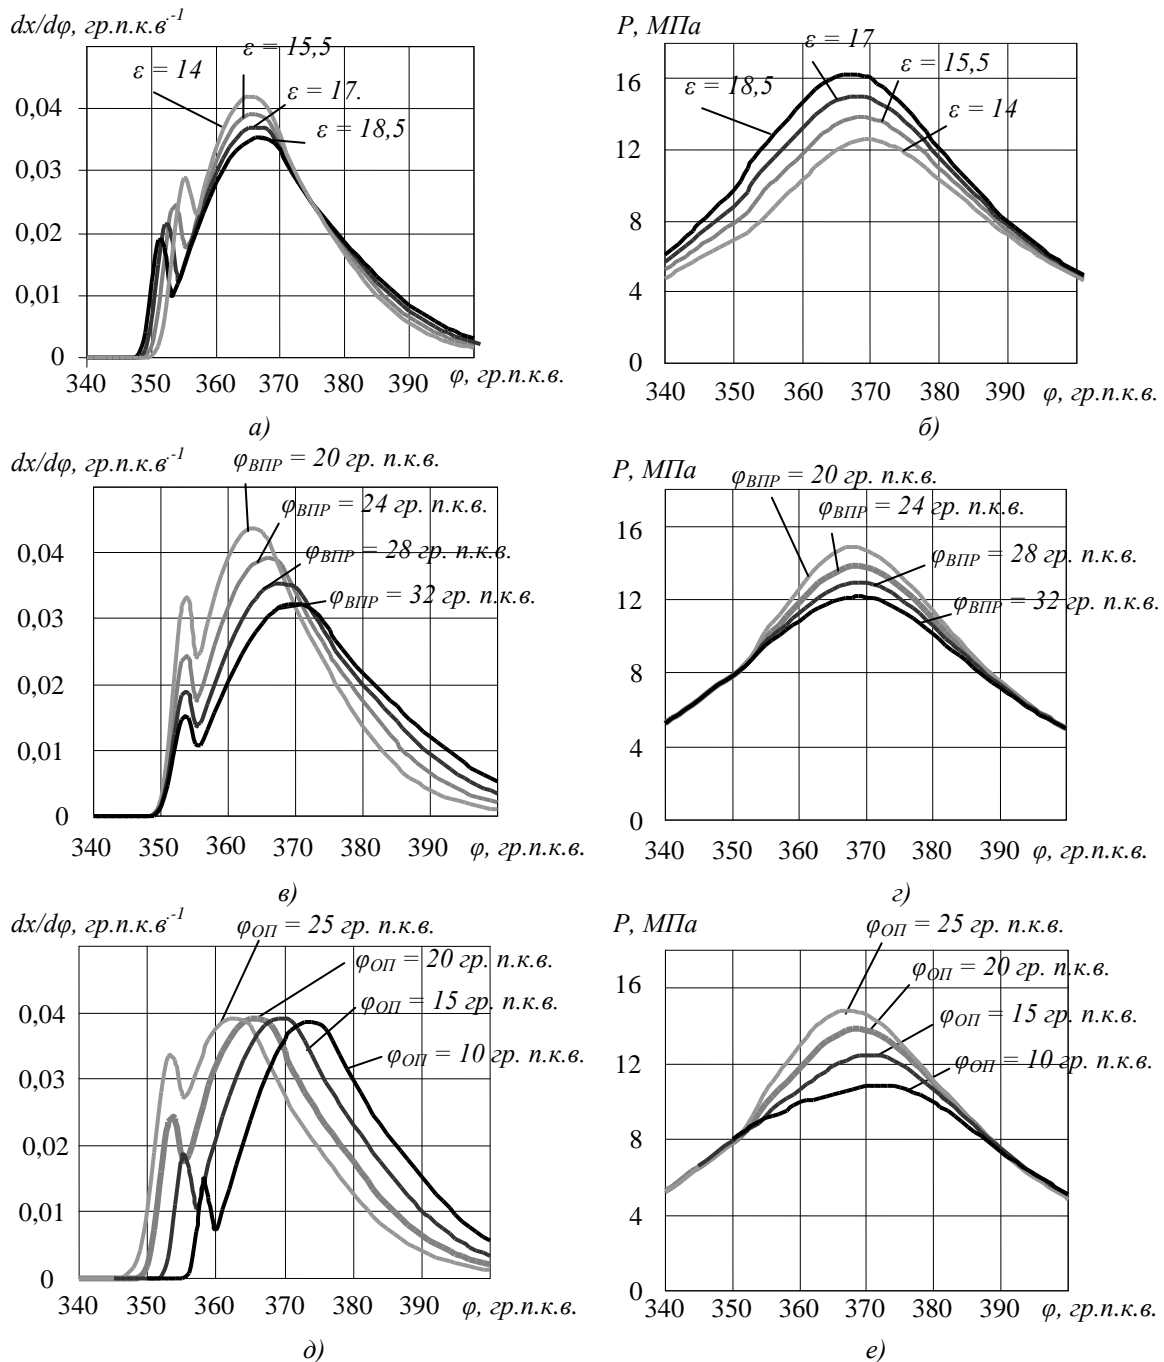 dx/dφ, гр.п.к.в.⁻¹
ε = 15,5
ε = 14
ε = 17.
ε = 18,5
0,04
0,03
0,02
0,01
0
340 350 360 370 380 390 φ, гр.п.к.в.
а)
P, МПа
ε = 17
ε = 15,5
ε = 18,5
ε = 14
16
12
8
4
0
340 350 360 370 380 390 φ, гр.п.к.в.
б)
dx/dφ, гр.п.к.в.⁻¹
φВПР = 20 гр. п.к.в.
φВПР = 24 гр. п.к.в.
φВПР = 28 гр. п.к.в.
φВПР = 32 гр. п.к.в.
0,04
0,03
0,02
0,01
0
340 350 360 370 380 390 φ, гр.п.к.в.
в)
P, МПа
φВПР = 20 гр. п.к.в.
φВПР = 24 гр. п.к.в.
φВПР = 28 гр. п.к.в.
φВПР = 32 гр. п.к.в.
16
12
8
4
0
340 350 360 370 380 390 φ, гр.п.к.в.
г)
dx/dφ, гр.п.к.в.⁻¹
φОП = 25 гр. п.к.в.
φОП = 20 гр. п.к.в.
φОП = 15 гр. п.к.в.
φОП = 10 гр. п.к.в.
0,04
0,03
0,02
0,01
0
340 350 360 370 380 390 φ, гр.п.к.в.
д)
P, МПа
φОП = 25 гр. п.к.в.
φОП = 20 гр. п.к.в.
φОП = 15 гр. п.к.в.
φОП = 10 гр. п.к.в.
16
12
8
4
0
340 350 360 370 380 390 φ, гр.п.к.в.
е)